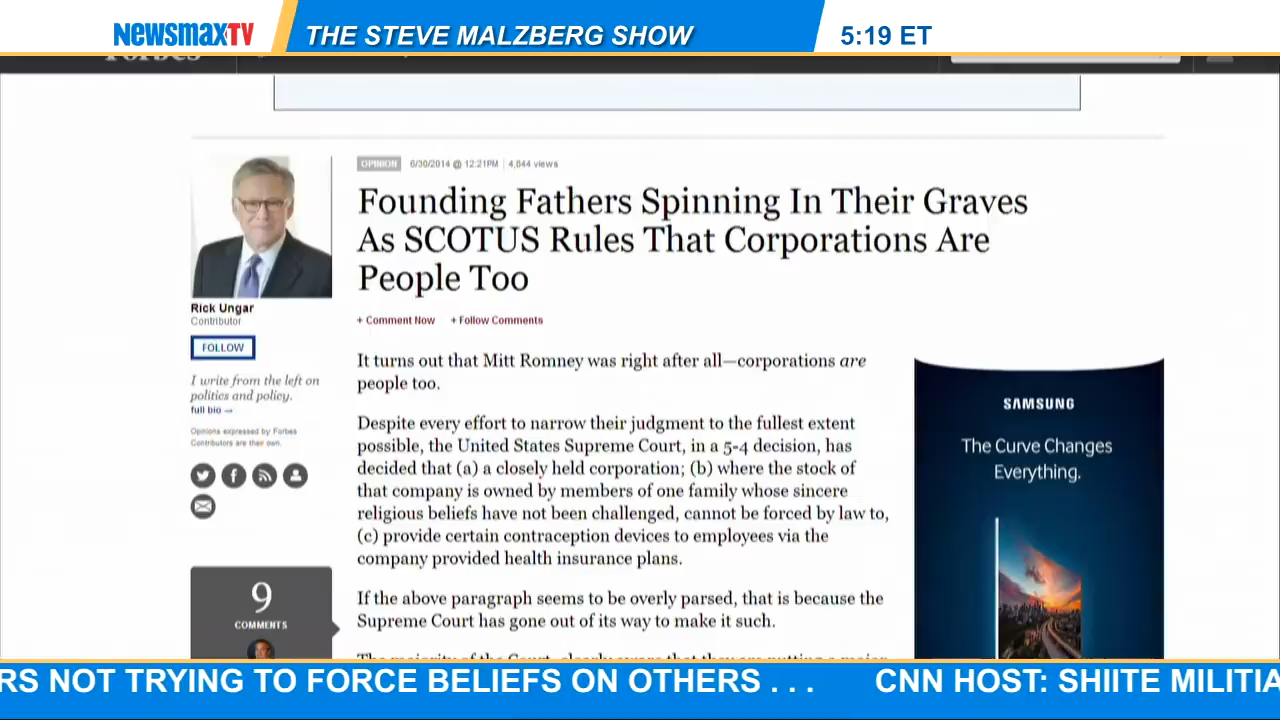 NEWSMAXTV
THE STEVE MALZBERG SHOW
5:19 ET
Forbes
OPINION
6/30/2014 @ 12:21PM
4,644 views
Founding Fathers Spinning In Their Graves
As SCOTUS Rules That Corporations Are
People Too
Rick Ungar
Contributor
FOLLOW
I write from the left on
politics and policy.
full bio →
Opinions expressed by Forbes
Contributors are their own.
+ Comment Now
+ Follow Comments
It turns out that Mitt Romney was right after all—corporations are
people too.
Despite every effort to narrow their judgment to the fullest extent
possible, the United States Supreme Court, in a 5-4 decision, has
decided that (a) a closely held corporation; (b) where the stock of
that company is owned by members of one family whose sincere
religious beliefs have not been challenged, cannot be forced by law to,
(c) provide certain contraception devices to employees via the
company provided health insurance plans.
If the above paragraph seems to be overly parsed, that is because the
Supreme Court has gone out of its way to make it such.
9
COMMENTS
SAMSUNG
The Curve Changes
Everything.
RS NOT TRYING TO FORCE BELIEFS ON OTHERS . . .
CNN HOST: SHIITE MILITIA